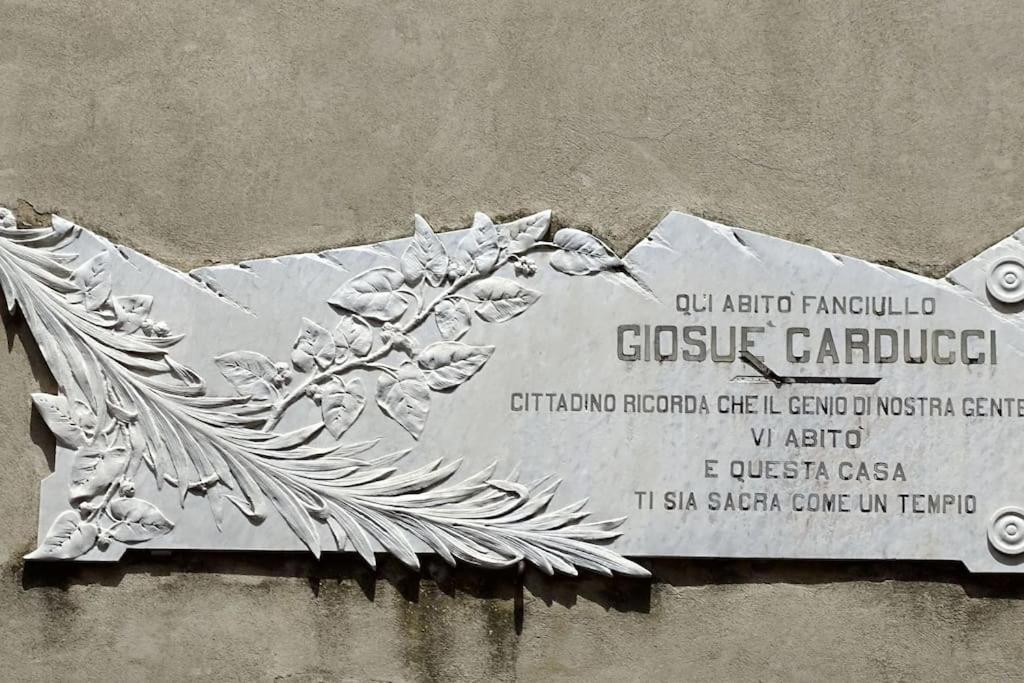 QUI ABITÒ FANCIULLO
GIOSUÈ CARDUCCI
CITTADINO RICORDA CHE IL GENIO DI NOSTRA GENTE
VI ABITÒ
E QUESTA CASA
TI SIA SACRA COME UN TEMPIO